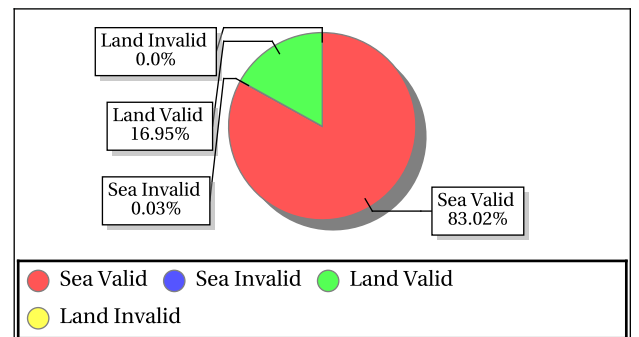 Land Invalid
0.0%
Land Valid
16.95%
Sea Invalid
0.03%
Sea Valid
83.02%
Sea Valid Sea Invalid Land Valid
Land Invalid